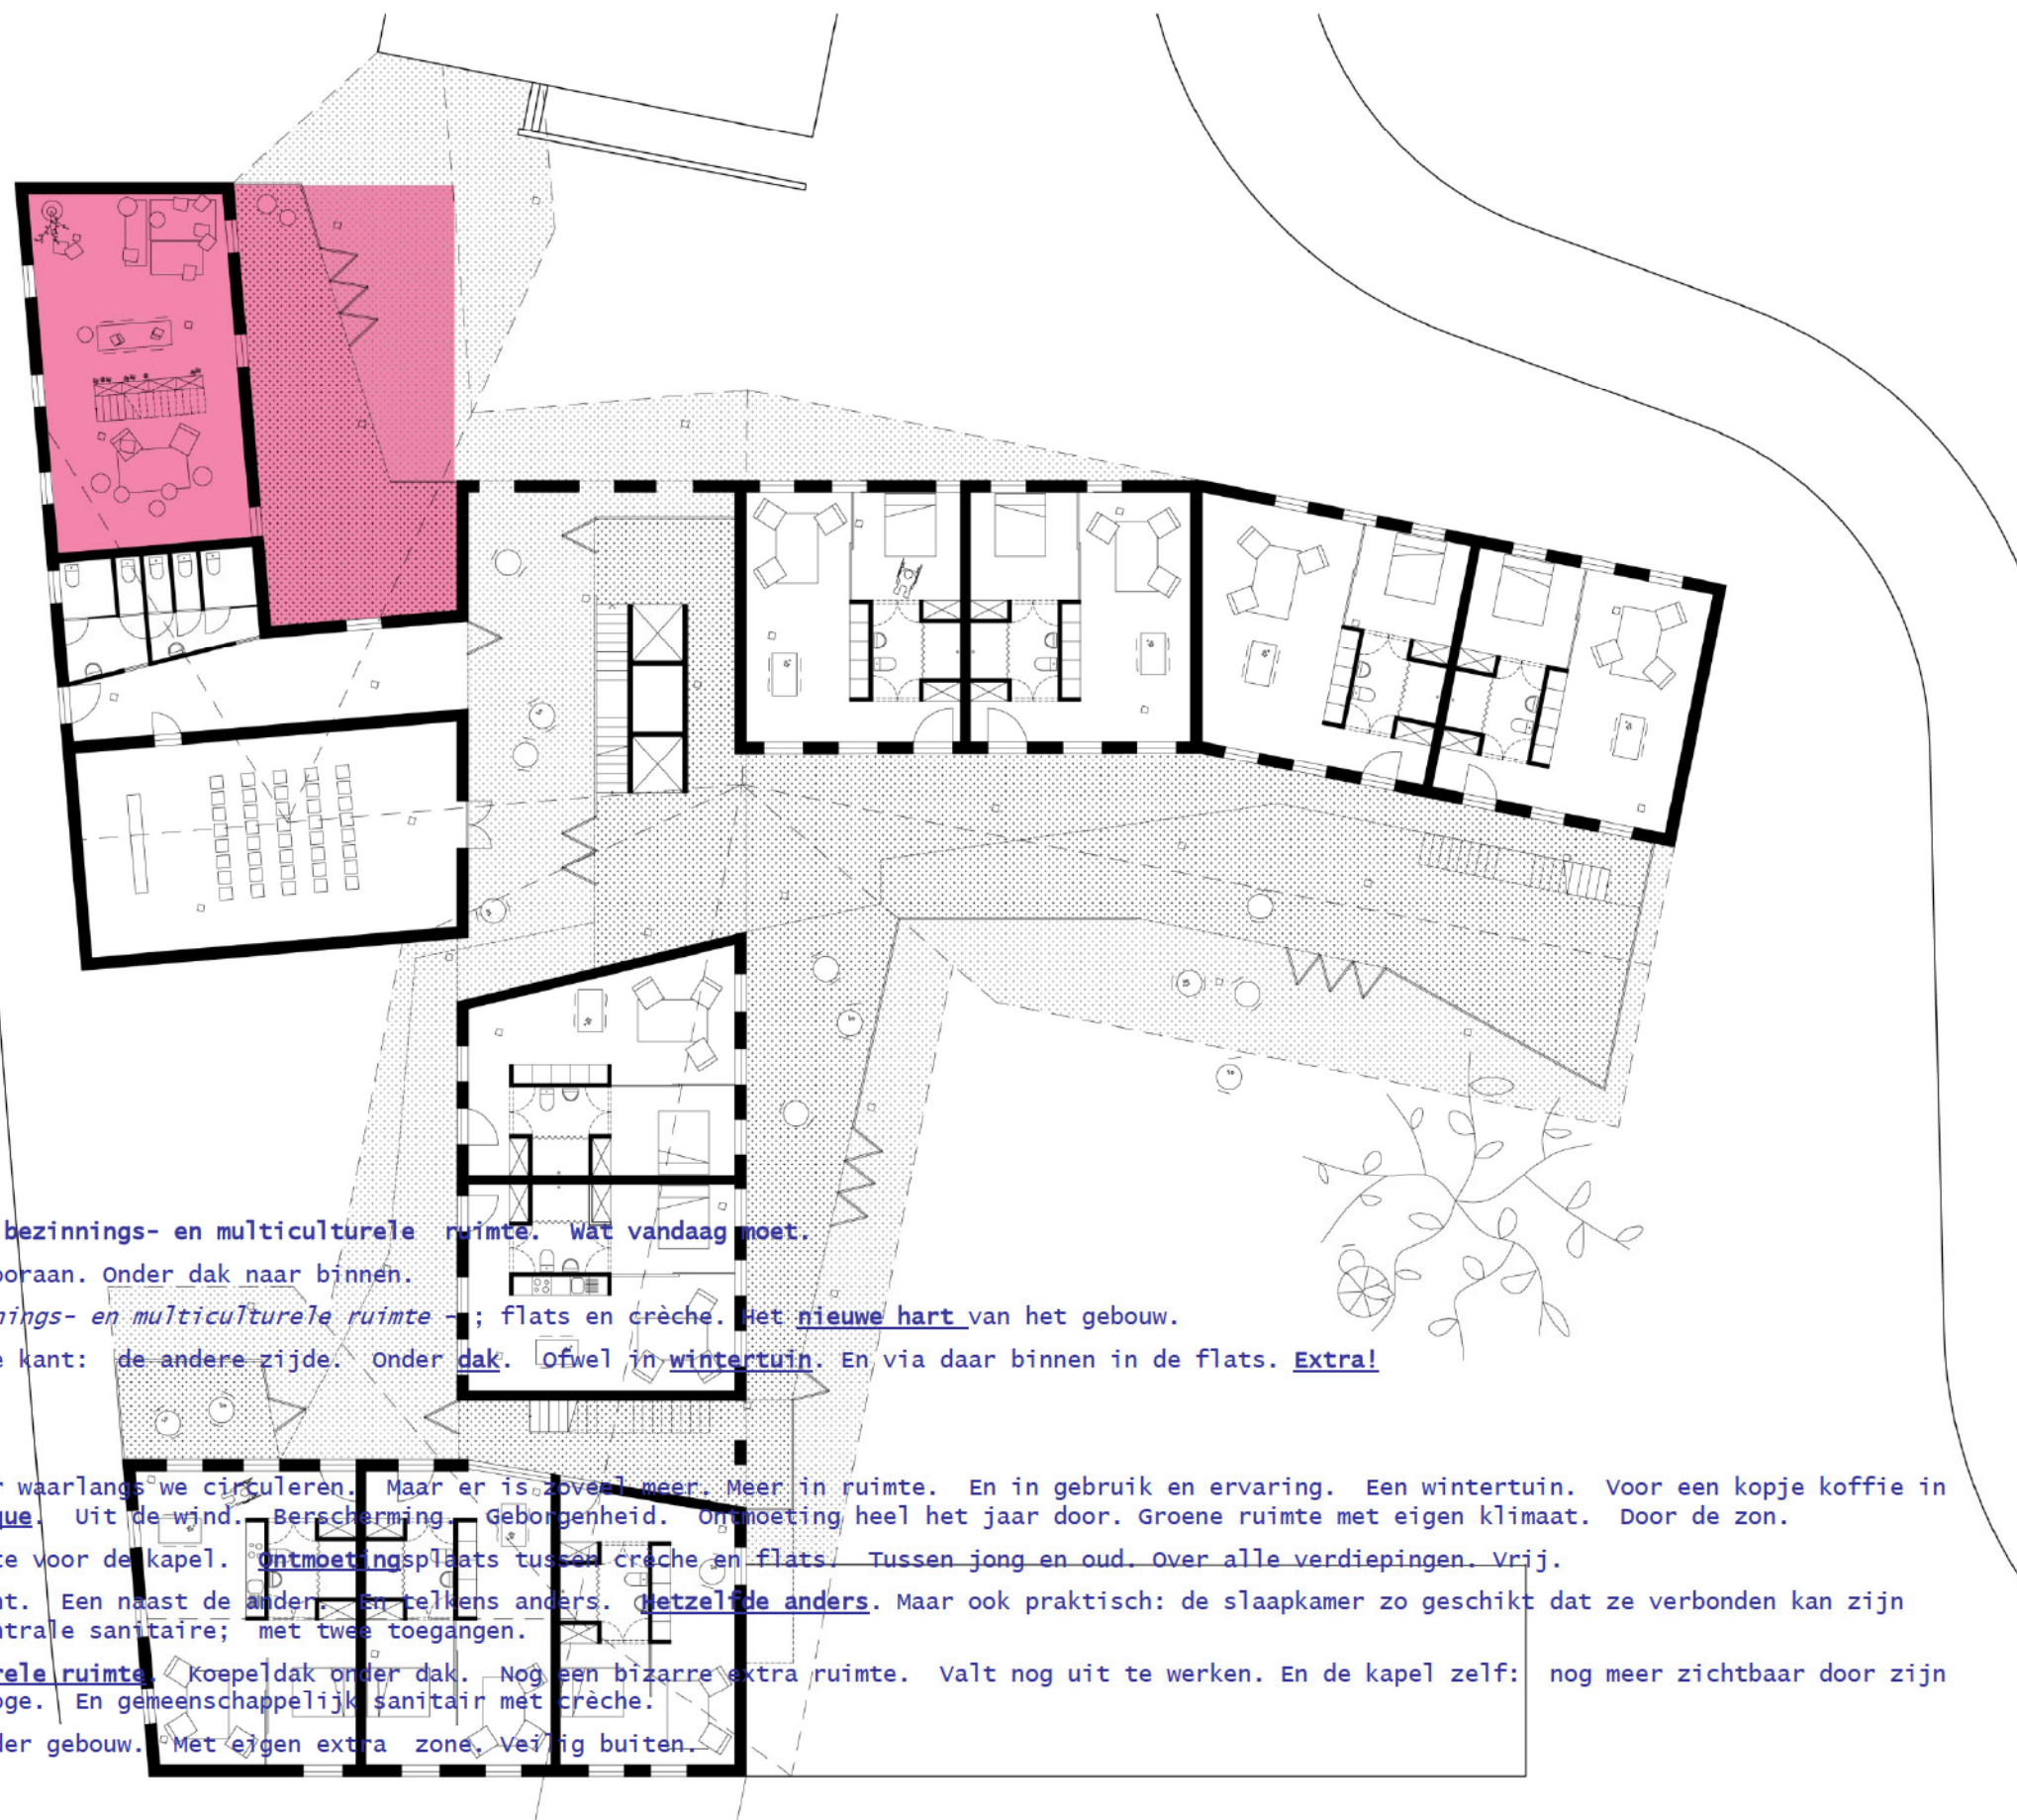 bezinnings- en multiculturele ruimte. Wat vandaag moet.
ooraan. Onder dak naar binnen.
nings- en multiculturele ruimte - ; flats en crèche. Het nieuwe hart van het gebouw.
e kant: de andere zijde. Onder dak. Ofwel in wintertuin. En via daar binnen in de flats. Extra!
r waarlangs we circuleren. Maar er is zoveel meer. Meer in ruimte. En in gebruik en ervaring. Een wintertuin. Voor een kopje koffie in
que. Uit de wind. Berscherming. Geborgenheid. Ontmoeting heel het jaar door. Groene ruimte met eigen klimaat. Door de zon.
te voor de kapel. Ontmoetingsplaats tussen crèche en flats. Tussen jong en oud. Over alle verdiepingen. Vrij.
nt. Een naast de ander. En telkens anders. Hetzelfde anders. Maar ook praktisch: de slaapkamer zo geschikt dat ze verbonden kan zijn
ntrale sanitaire; met twee toegangen.
rele ruimte. Koepeldak onder dak. Nog een bizarre extra ruimte. Valt nog uit te werken. En de kapel zelf: nog meer zichtbaar door zijn
oge. En gemeenschappelijk sanitair met crèche.
der gebouw. Met eigen extra zone. Veilig buiten.